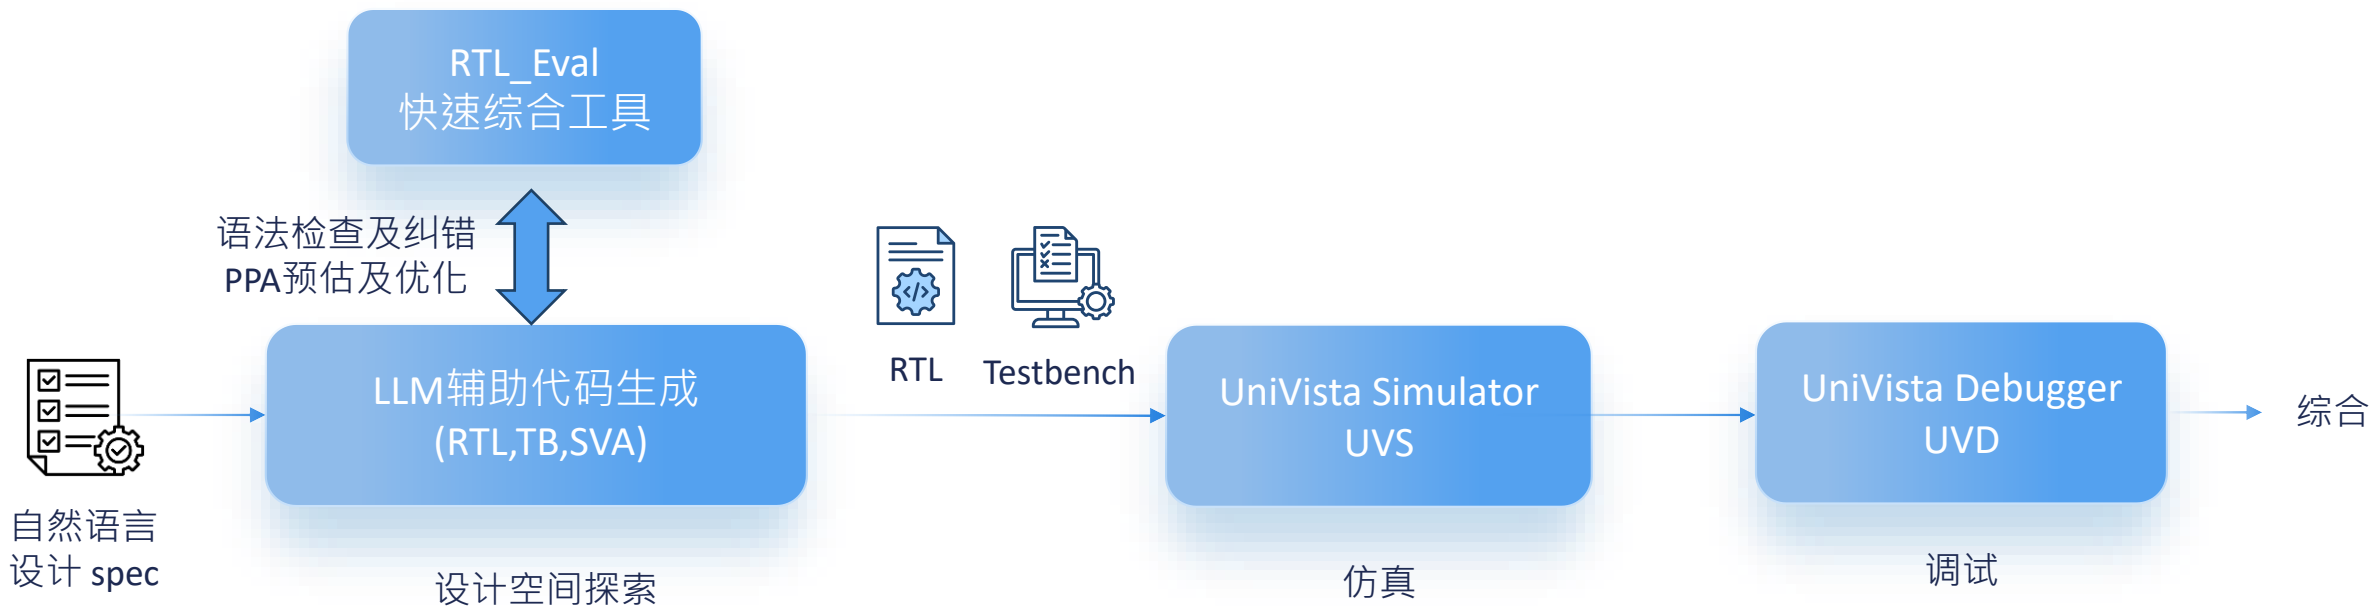 RTL_Eval
快速综合工具
语法检查及纠错
PPA预估及优化
自然语言
设计 spec
LLM辅助代码生成
(RTL,TB,SVA)
设计空间探索
RTL
Testbench
UniVista Simulator
UVS
仿真
UniVista Debugger
UVD
调试
综合